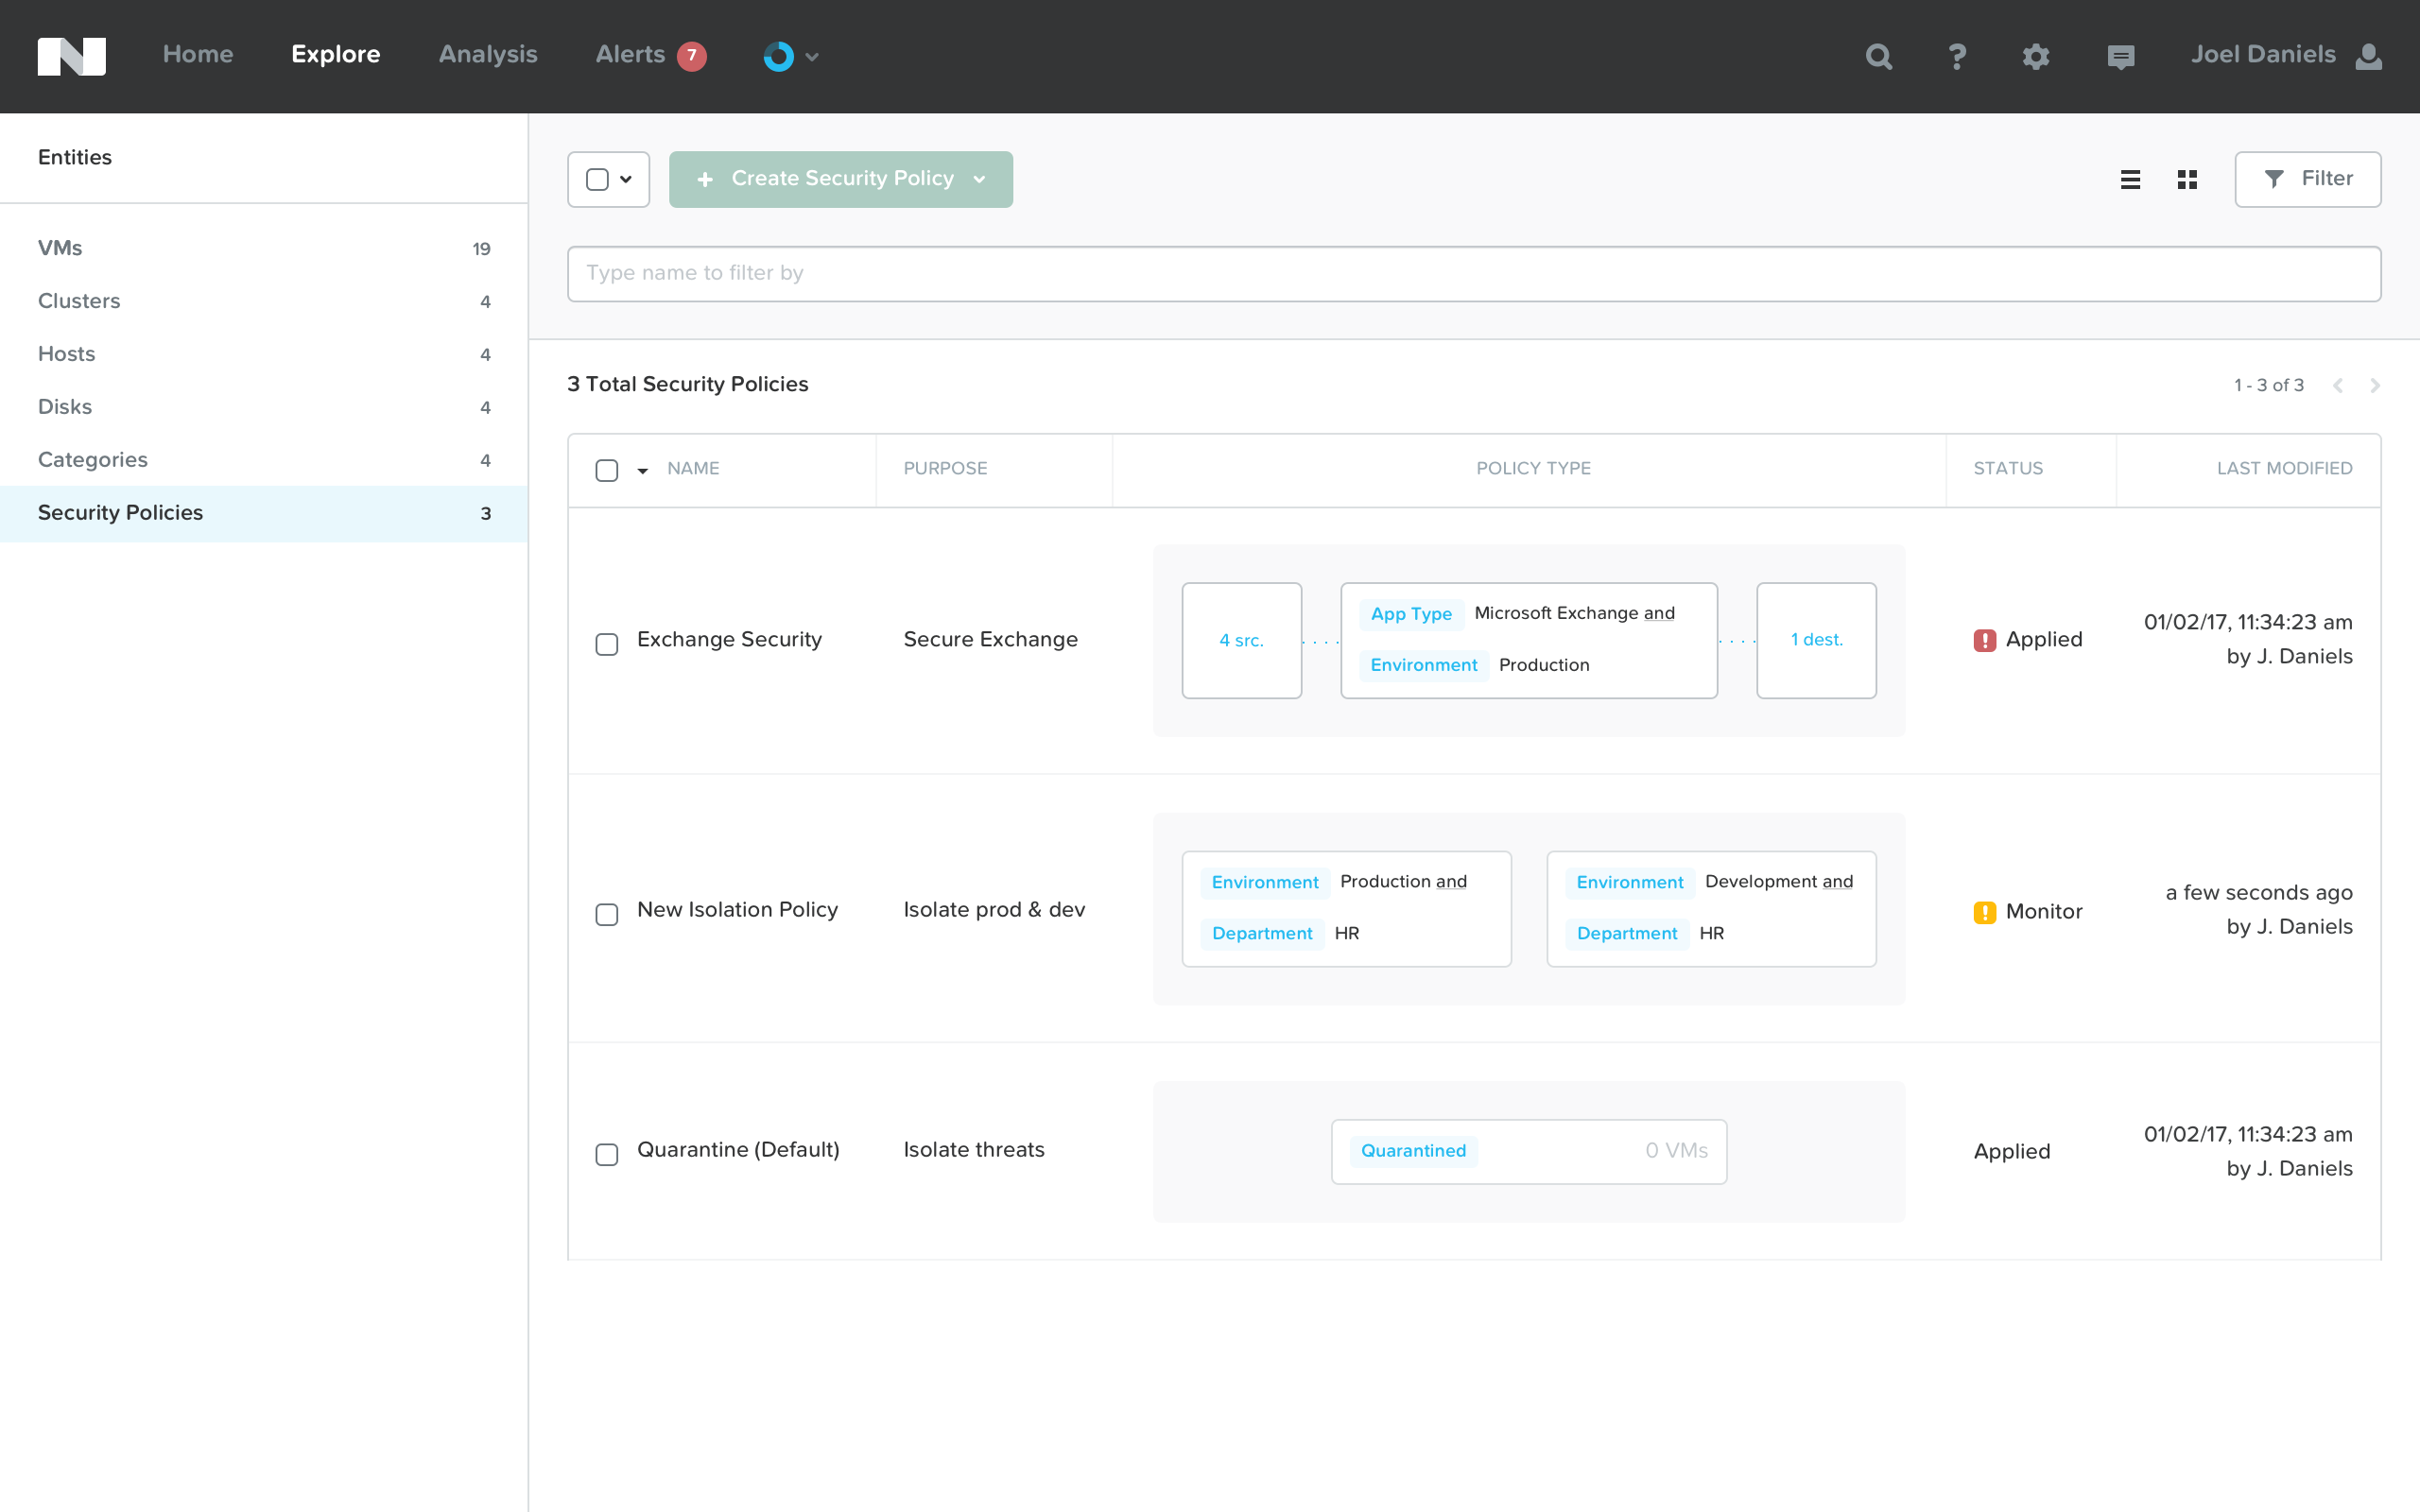 Home
Explore
Analysis
Alerts 7
Joel Daniels
Entities
VMs 19
Clusters 4
Hosts 4
Disks 4
Categories 4
Security Policies 3
+ Create Security Policy
Filter
Type name to filter by
3 Total Security Policies
1 - 3 of 3
NAME
PURPOSE
POLICY TYPE
STATUS
LAST MODIFIED
Exchange Security
Secure Exchange
4 src.
App Type Microsoft Exchange and
Environment Production
1 dest.
Applied
01/02/17, 11:34:23 am
by J. Daniels
New Isolation Policy
Isolate prod & dev
Environment Production and
Department HR
Environment Development and
Department HR
Monitor
a few seconds ago
by J. Daniels
Quarantine (Default)
Isolate threats
Quarantined 0 VMs
Applied
01/02/17, 11:34:23 am
by J. Daniels